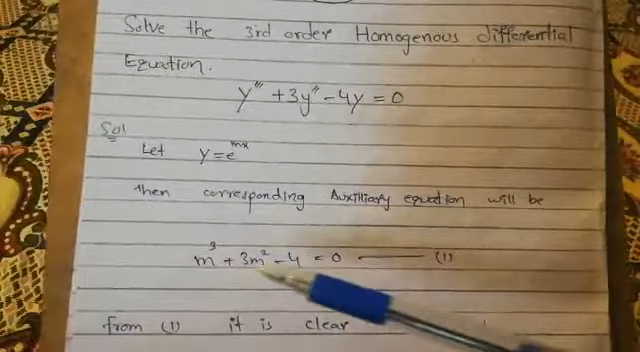 Solve the 3rd order Homogenous differential
Equation.
y''' + 3y'' - 4y = 0
Sol
Let y = e^mx
then corresponding Auxilliary equation will be
m³ + 3m² - 4 = 0 —— (1)
from (1) it is clear